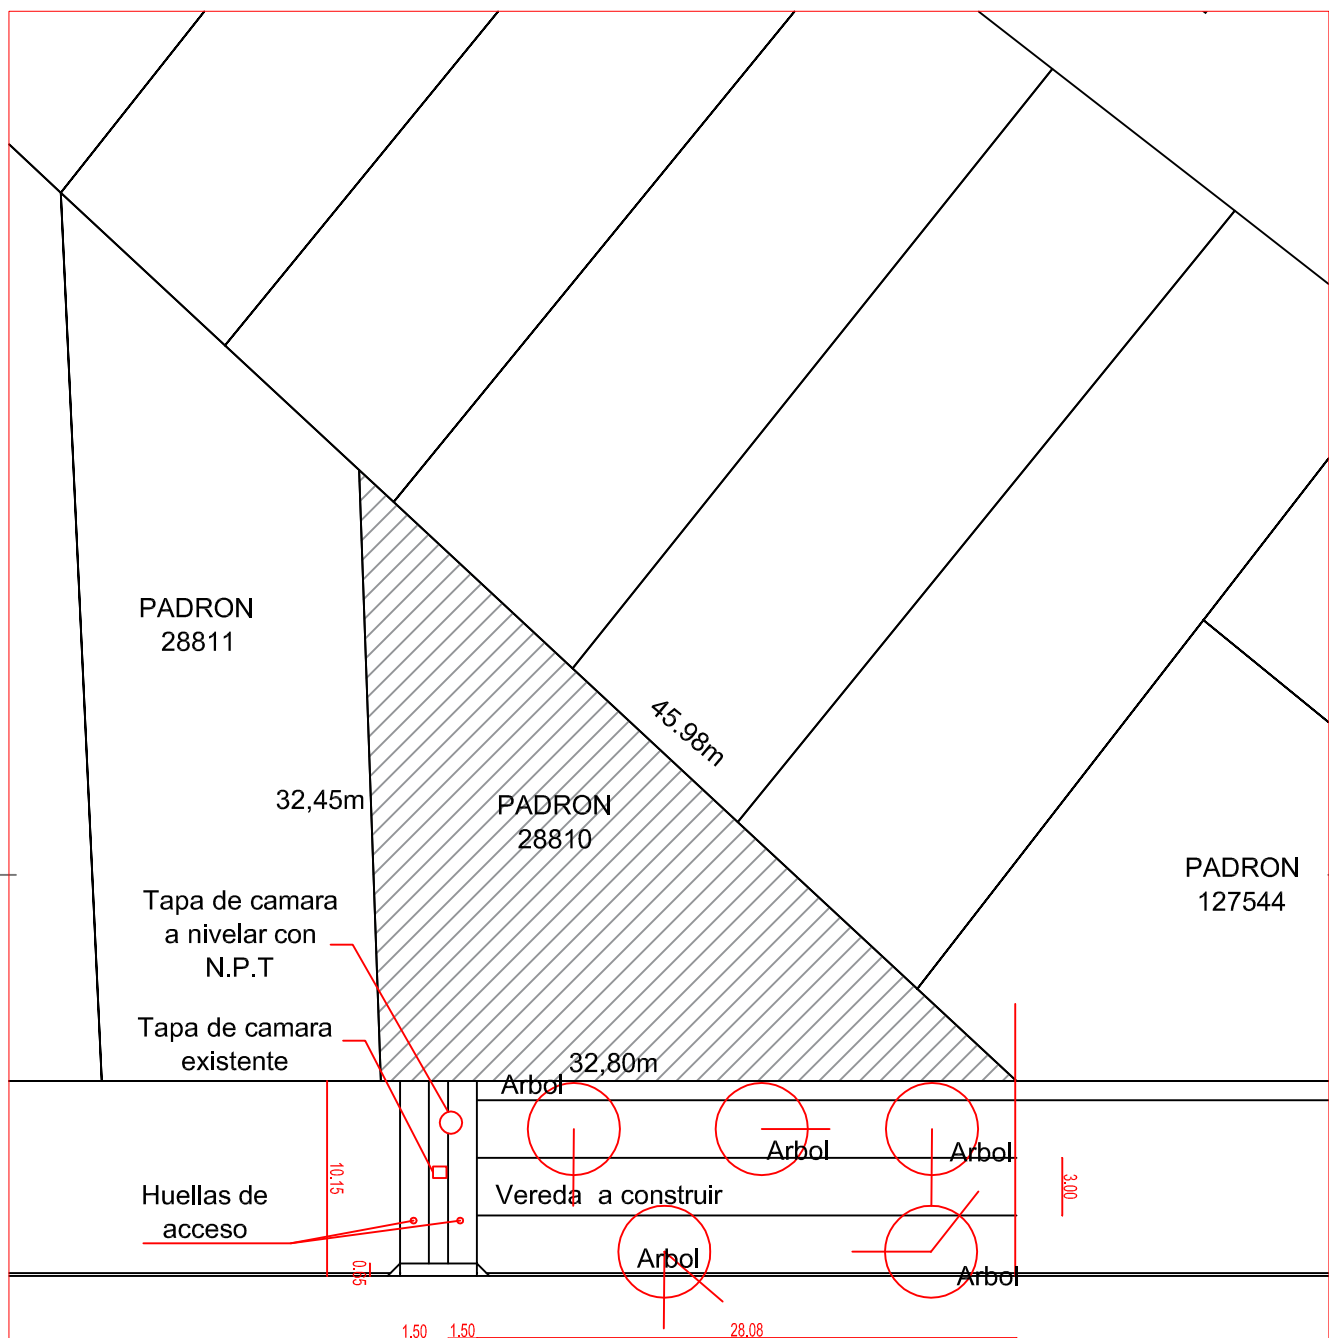 PADRON
28811
45.98m
32,45m
PADRON
28810
PADRON
127544
Tapa de camara
a nivelar con
N.P.T
Tapa de camara
existente
32,80m
Arbol
Arbol
Arbol
10.15
3.00
Huellas de
acceso
Vereda a construir
Arbol
Arbol
0.65
1.50
1.50
28.08